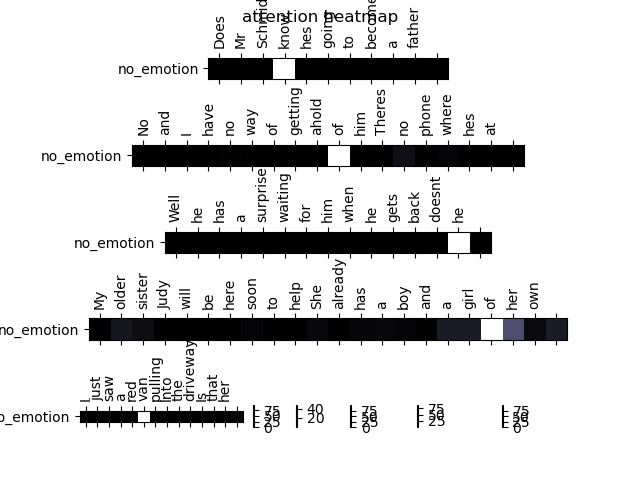 attention heatmap
Does Mr know hes going to become a father
no_emotion
No and I have no way of getting ahold of him Theres no phone where hes at
no_emotion
Well he has a surprise waiting for him when he gets back doesnt he
no_emotion
My older sister Judy will be here soon to help She already has a boy and a girl of her own
no_emotion
I just saw a red van pulling into the driveway Is that her
o_emotion
75 40 75 75 75
50 20 50 50 50
25 25 25 25
0 0 0